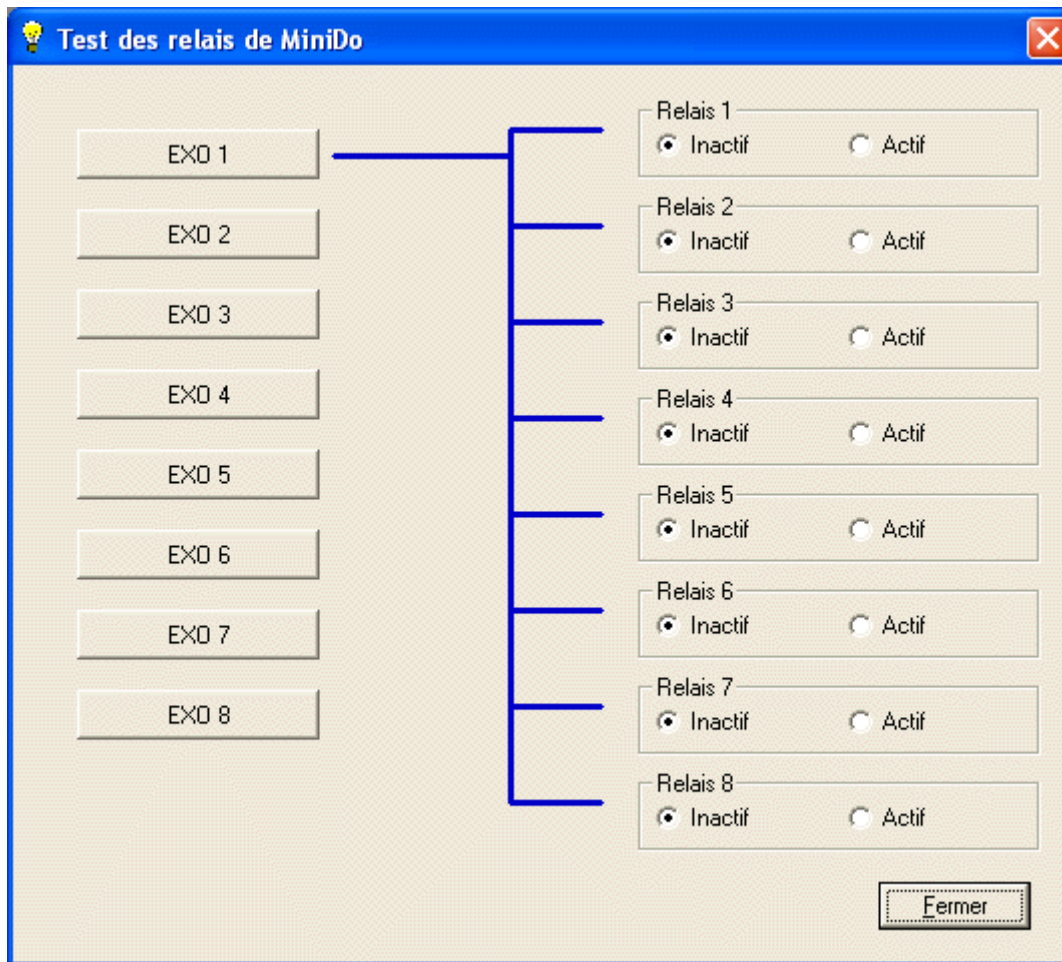 Test des relais de MiniDo
EXO 1
EXO 2
EXO 3
EXO 4
EXO 5
EXO 6
EXO 7
EXO 8
Relais 1
Inactif Actif
Relais 2
Inactif Actif
Relais 3
Inactif Actif
Relais 4
Inactif Actif
Relais 5
Inactif Actif
Relais 6
Inactif Actif
Relais 7
Inactif Actif
Relais 8
Inactif Actif
Fermer